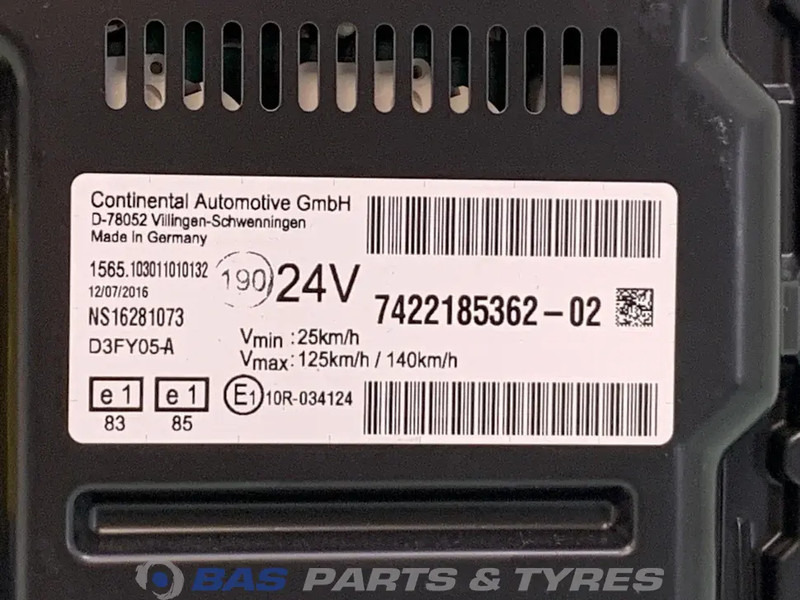 Continental Automotive GmbH
D-78052 Villingen-Schwenningen
Made in Germany
1565.103011010132
190
24V
12/07/2016
NS16281073
7422185362-02
D3FY05-A
Vmin :25km/h
Vmax: 125km/h / 140km/h
e 1
83
e 1
85
E1
10R-034124
BAS PARTS & TYRES